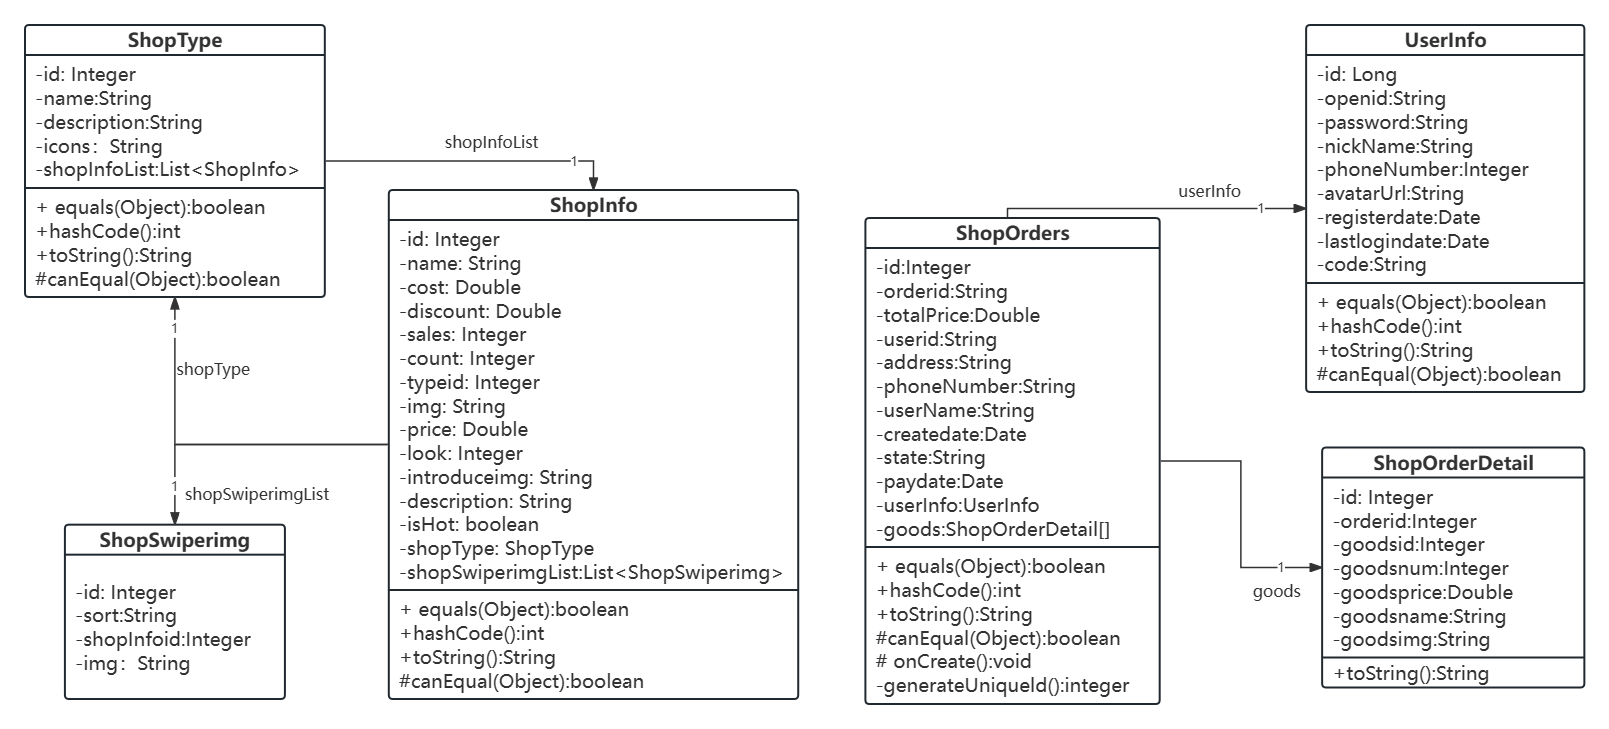 ShopType
-id: Integer
-name:String
-description:String
-icons：String
-shopInfoList:List<ShopInfo>
+ equals(Object):boolean
+hashCode():int
+toString():String
#canEqual(Object):boolean
shopInfoList
1
1
shopType
1
shopSwiperimgList
ShopSwiperimg
-id: Integer
-sort:String
-shopInfoid:Integer
-img：String
ShopInfo
-id: Integer
-name: String
-cost: Double
-discount: Double
-sales: Integer
-count: Integer
-typeid: Integer
-img: String
-price: Double
-look: Integer
-introduceimg: String
-description: String
-isHot: boolean
-shopType: ShopType
-shopSwiperimgList:List<ShopSwiperimg>
+ equals(Object):boolean
+hashCode():int
+toString():String
#canEqual(Object):boolean
ShopOrders
-id:Integer
-orderid:String
-totalPrice:Double
-userid:String
-address:String
-phoneNumber:String
-userName:String
-createdate:Date
-state:String
-paydate:Date
-userInfo:UserInfo
-goods:ShopOrderDetail[]
+ equals(Object):boolean
+hashCode():int
+toString():String
#canEqual(Object):boolean
# onCreate():void
-generateUniqueId():integer
userInfo
1
1
goods
UserInfo
-id: Long
-openid:String
-password:String
-nickName:String
-phoneNumber:Integer
-avatarUrl:String
-registerdate:Date
-lastlogindate:Date
-code:String
+ equals(Object):boolean
+hashCode():int
+toString():String
#canEqual(Object):boolean
ShopOrderDetail
-id: Integer
-orderid:Integer
-goodsid:Integer
-goodsnum:Integer
-goodsprice:Double
-goodsname:String
-goodsimg:String
+toString():String